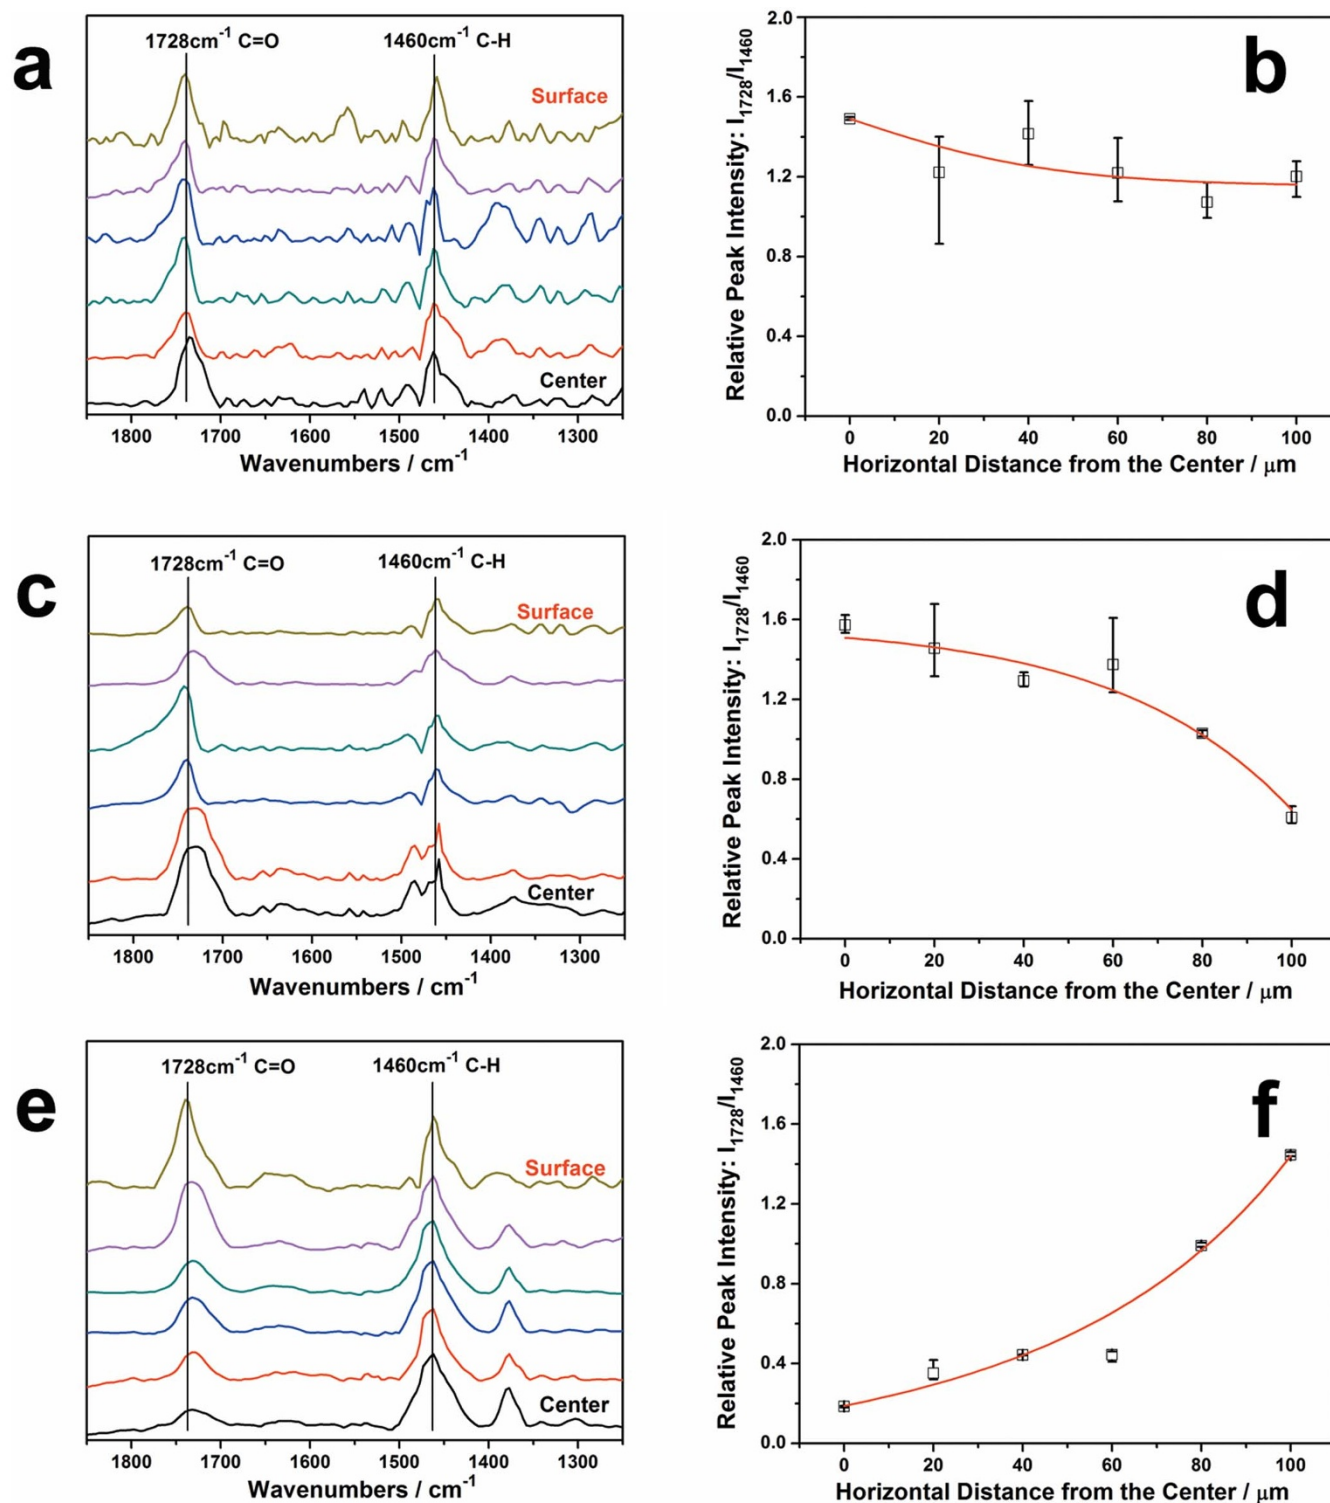 a
1728cm⁻¹ C=O
1460cm⁻¹ C-H
Surface
Center
1800 1700 1600 1500 1400 1300
Wavenumbers / cm⁻¹
b
Relative Peak Intensity: I₁₇₂₈/I₁₄₆₀
2.0
1.6
1.2
0.8
0.4
0.0
0 20 40 60 80 100
Horizontal Distance from the Center / μm
c
1728cm⁻¹ C=O
1460cm⁻¹ C-H
Surface
Center
1800 1700 1600 1500 1400 1300
Wavenumbers / cm⁻¹
d
Relative Peak Intensity: I₁₇₂₈/I₁₄₆₀
2.0
1.6
1.2
0.8
0.4
0.0
0 20 40 60 80 100
Horizontal Distance from the Center / μm
e
1728cm⁻¹ C=O
1460cm⁻¹ C-H
Surface
Center
1800 1700 1600 1500 1400 1300
Wavenumbers / cm⁻¹
f
Relative Peak Intensity: I₁₇₂₈/I₁₄₆₀
2.0
1.6
1.2
0.8
0.4
0.0
0 20 40 60 80 100
Horizontal Distance from the Center / μm